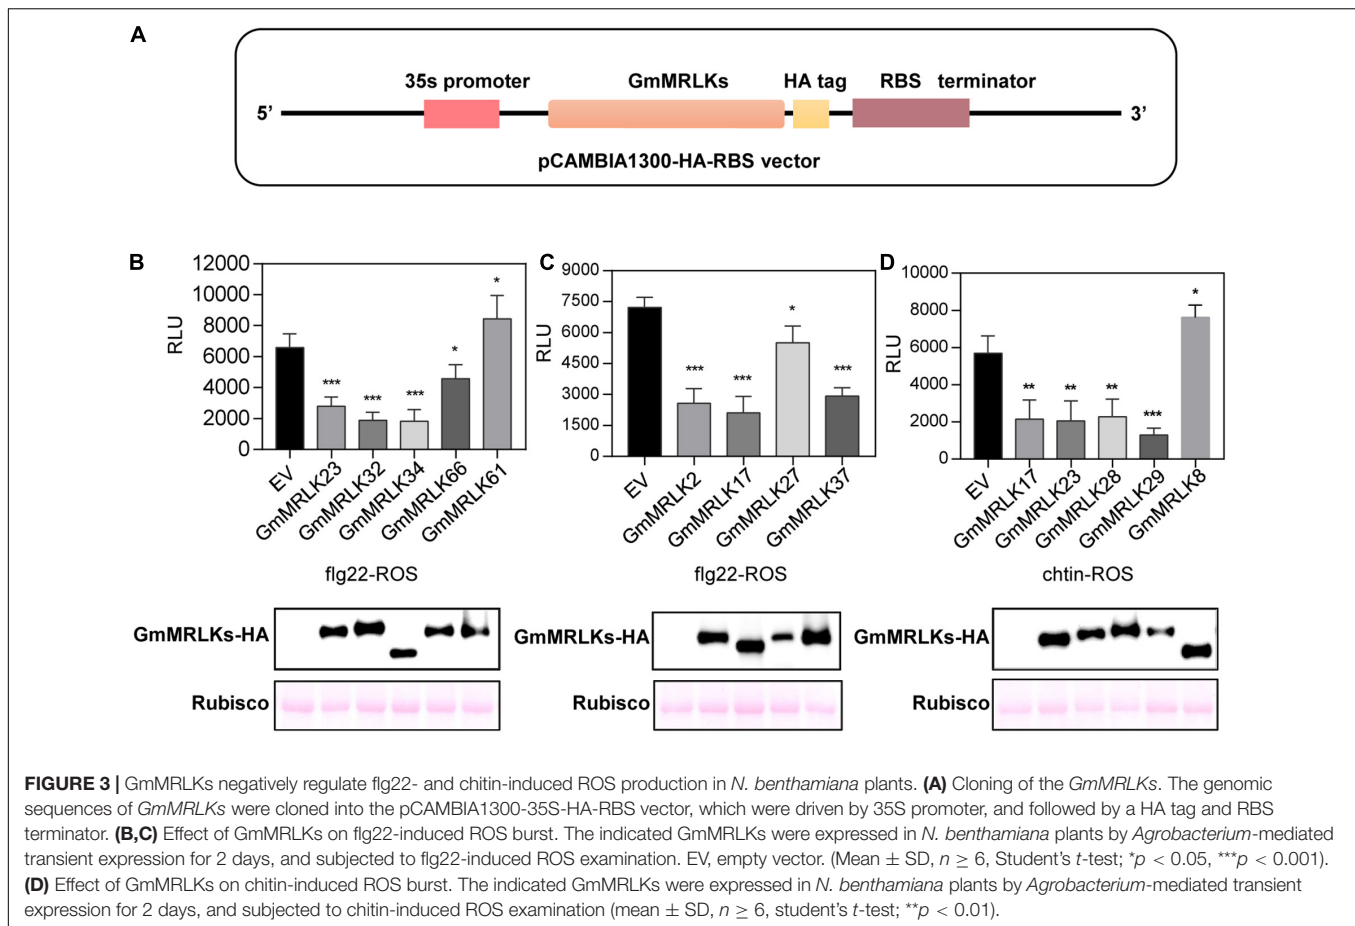 A
35s promoter
GmMRLKs
HA tag
RBS terminator
5’
3’
pCAMBIA1300-HA-RBS vector
B
RLU
12000
10000
8000
6000
4000
2000
0
***
***
***
*
*
EV
GmMRLK23
GmMRLK32
GmMRLK34
GmMRLK66
GmMRLK61
flg22-ROS
GmMRLKs-HA
Rubisco
C
RLU
9000
7500
6000
4500
3000
1500
0
***
***
*
***
EV
GmMRLK2
GmMRLK17
GmMRLK27
GmMRLK37
flg22-ROS
GmMRLKs-HA
Rubisco
D
RLU
10000
8000
6000
4000
2000
0
**
**
**
***
*
EV
GmMRLK17
GmMRLK23
GmMRLK28
GmMRLK29
GmMRLK8
chtin-ROS
GmMRLKs-HA
Rubisco
FIGURE 3 | GmMRLKs negatively regulate flg22- and chitin-induced ROS production in N. benthamiana plants. (A) Cloning of the GmMRLKs. The genomic
sequences of GmMRLKs were cloned into the pCAMBIA1300-35S-HA-RBS vector, which were driven by 35S promoter, and followed by a HA tag and RBS
terminator. (B,C) Effect of GmMRLKs on flg22-induced ROS burst. The indicated GmMRLKs were expressed in N. benthamiana plants by Agrobacterium-mediated
transient expression for 2 days, and subjected to flg22-induced ROS examination. EV, empty vector. (Mean ± SD, n ≥ 6, Student’s t-test; *p < 0.05, ***p < 0.001).
(D) Effect of GmMRLKs on chitin-induced ROS burst. The indicated GmMRLKs were expressed in N. benthamiana plants by Agrobacterium-mediated transient
expression for 2 days, and subjected to chitin-induced ROS examination (mean ± SD, n ≥ 6, student’s t-test; **p < 0.01).